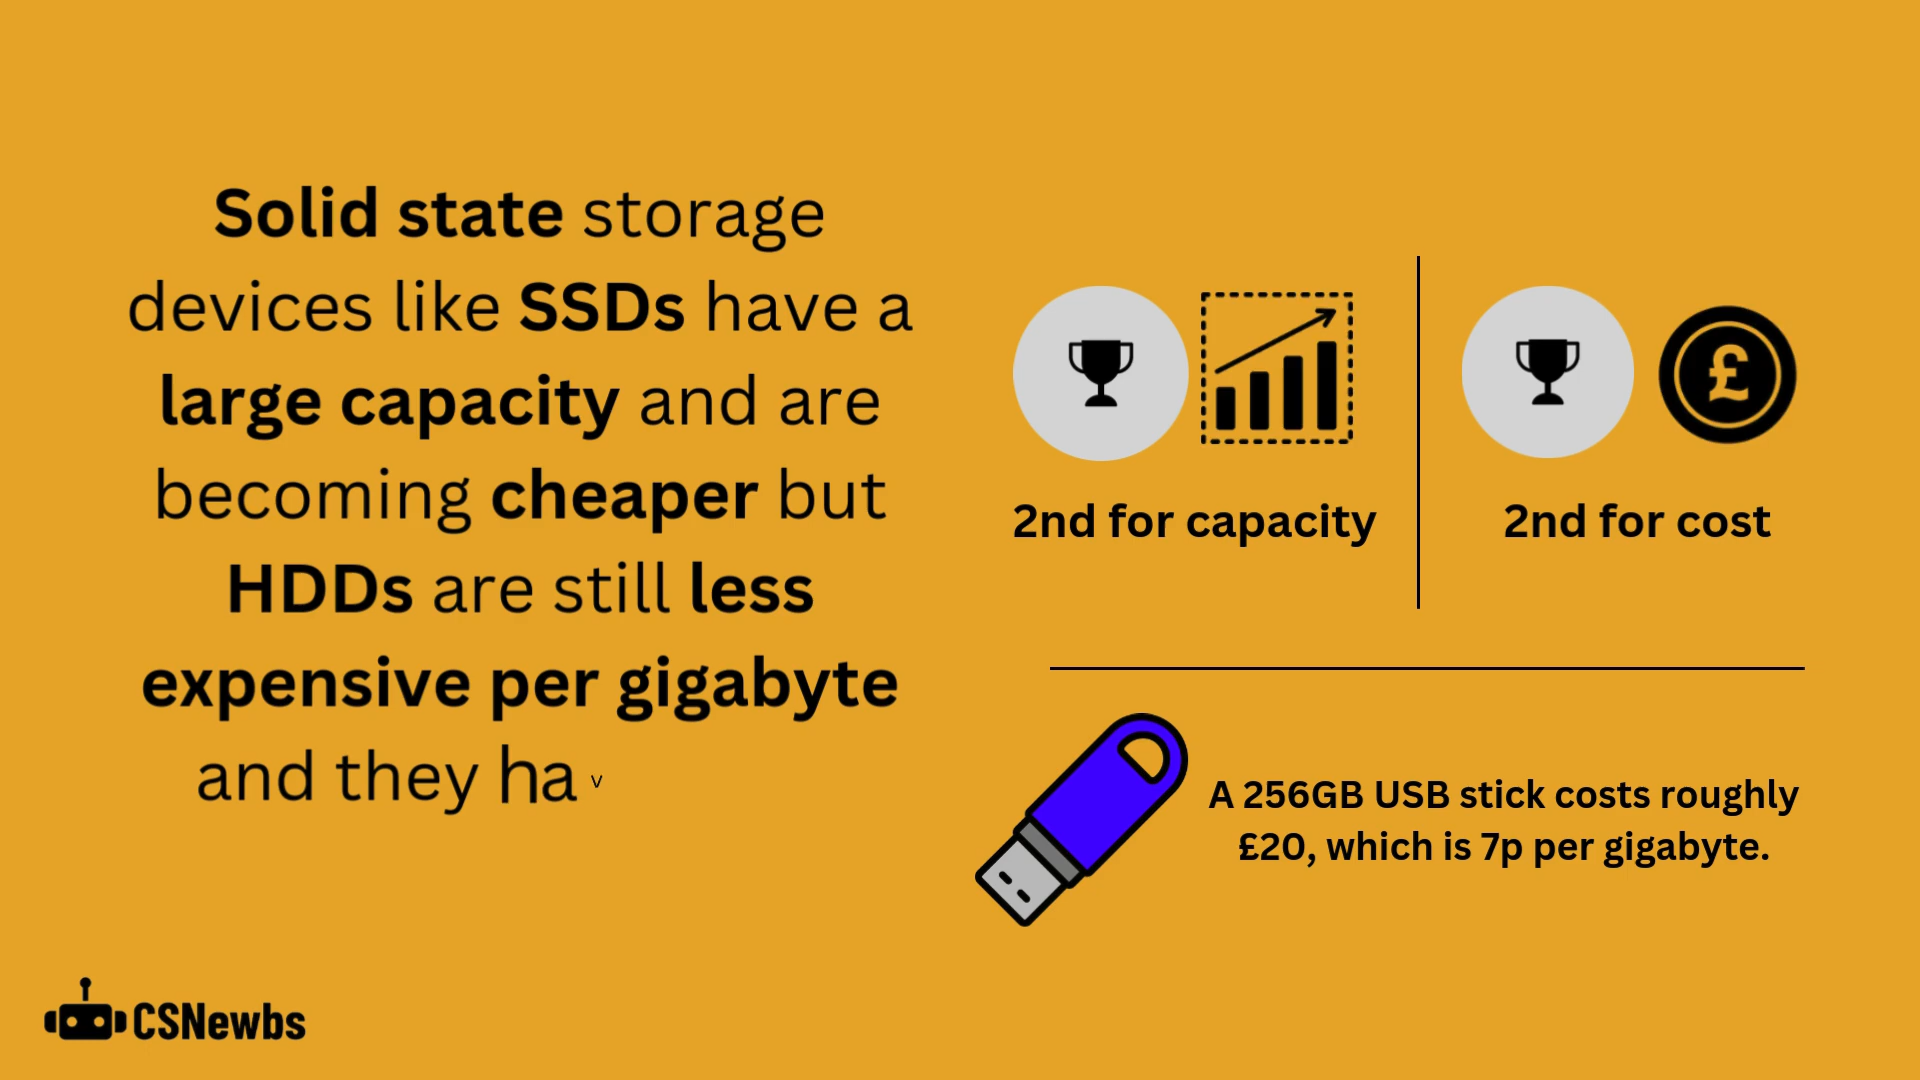 Solid state storage
devices like SSDs have a
large capacity and are
becoming cheaper but
HDDs are still less
expensive per gigabyte
and they hav
2nd for capacity
£
2nd for cost
A 256GB USB stick costs roughly
£20, which is 7p per gigabyte.
CSNewbs